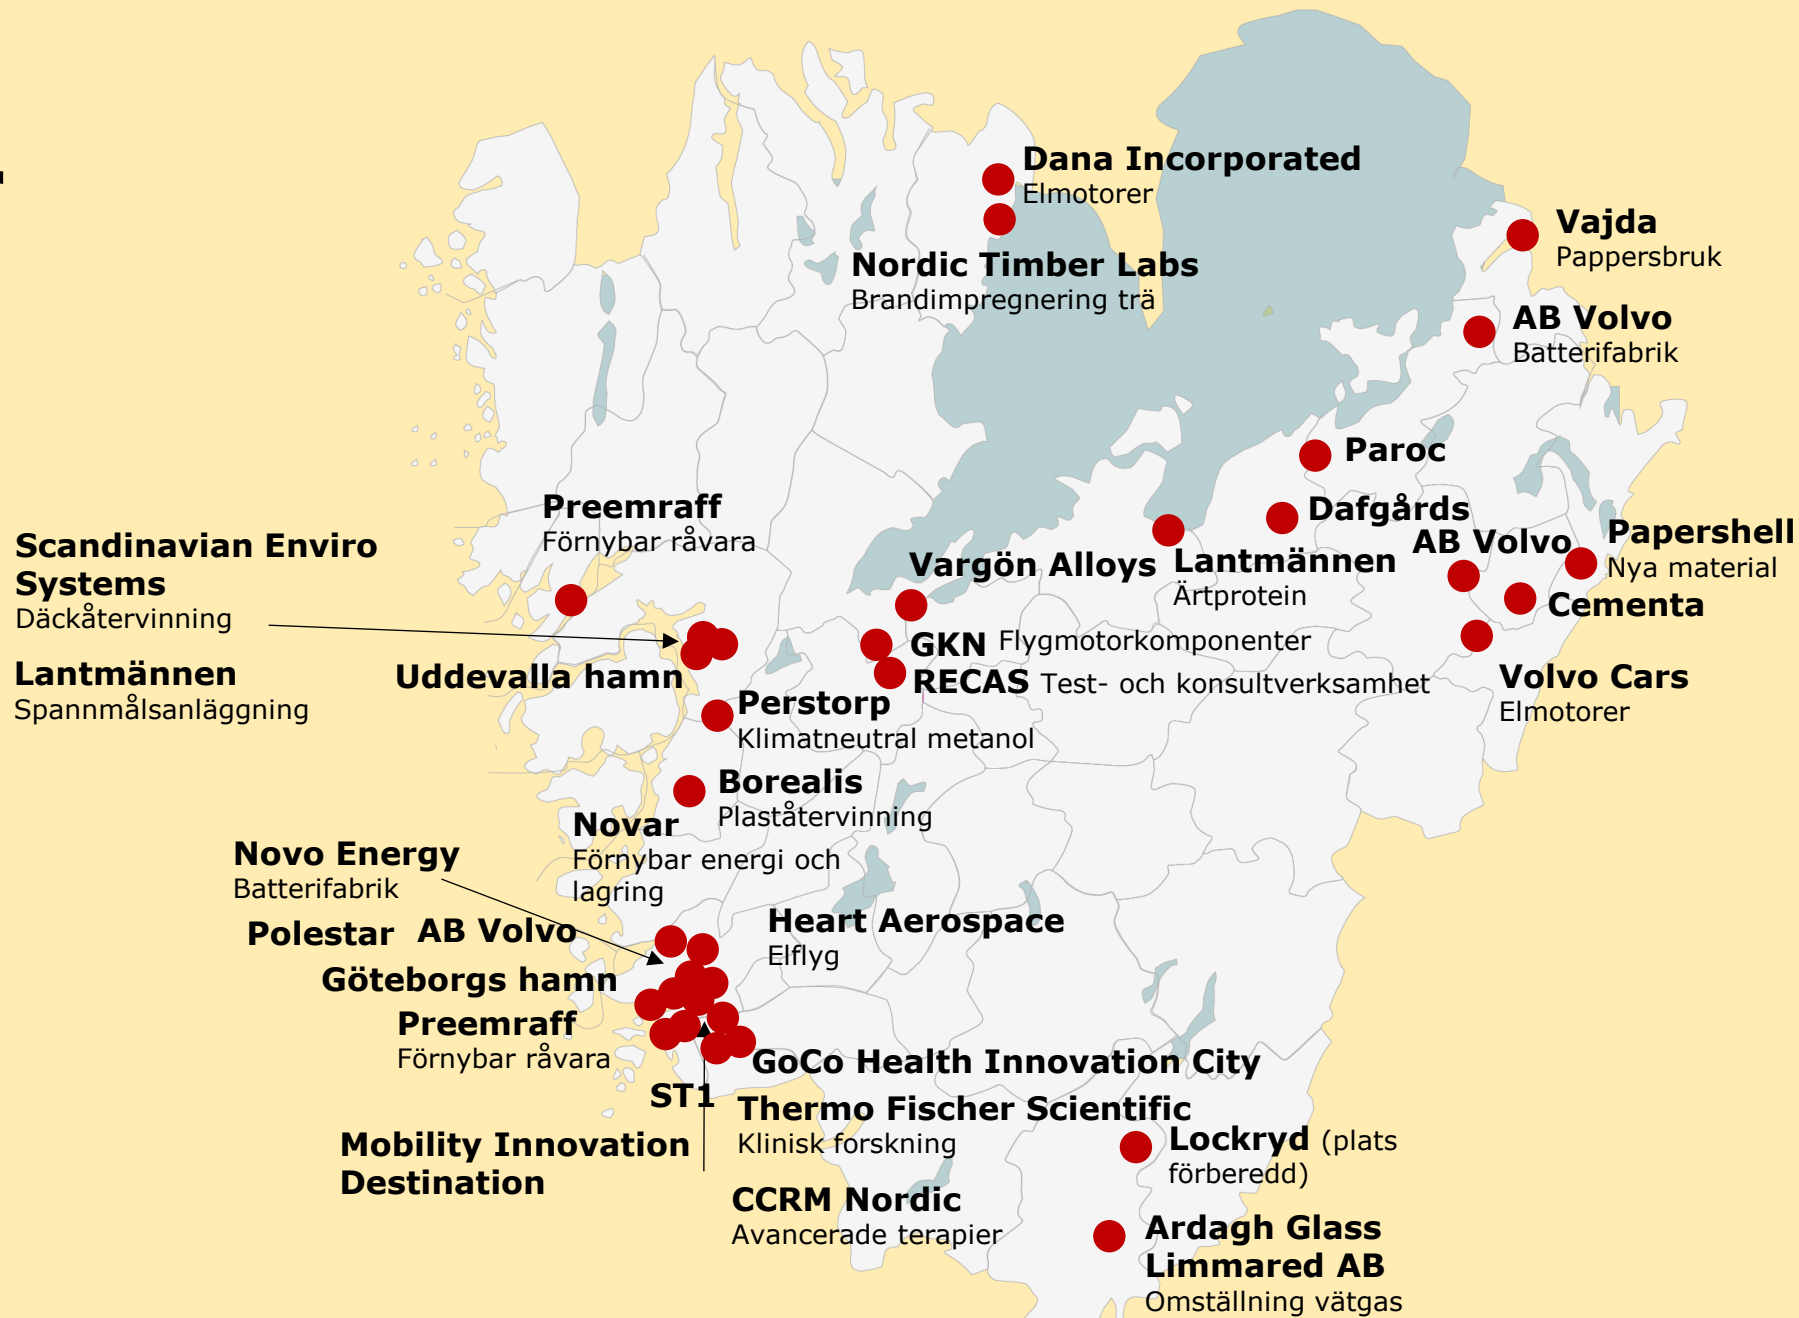 Dana Incorporated
Elmotorer
Nordic Timber Labs
Brandimpregnering trä
Vajda
Pappersbruk
AB Volvo
Batterifabrik
Paroc
Dafgårds
AB Volvo
Papershell
Nya material
Cementa
Volvo Cars
Elmotorer
Lantmännen
Ärtprotein
Vargön Alloys
GKN Flygmotorkomponenter
RECAS Test- och konsultverksamhet
Preemraff
Förnybar råvara
Scandinavian Enviro
Systems
Däckåtervinning
Lantmännen
Spannmålsanläggning
Uddevalla hamn
Perstorp
Klimatneutral metanol
Borealis
Plaståtervinning
Novar
Förnybar energi och
lagring
Novo Energy
Batterifabrik
Polestar
AB Volvo
Heart Aerospace
Elflyg
Göteborgs hamn
Preemraff
Förnybar råvara
ST1
GoCo Health Innovation City
Thermo Fischer Scientific
Klinisk forskning
Mobility Innovation
Destination
CCRM Nordic
Avancerade terapier
Lockryd (plats
förberedd)
Ardagh Glass
Limmared AB
Omställning vätgas